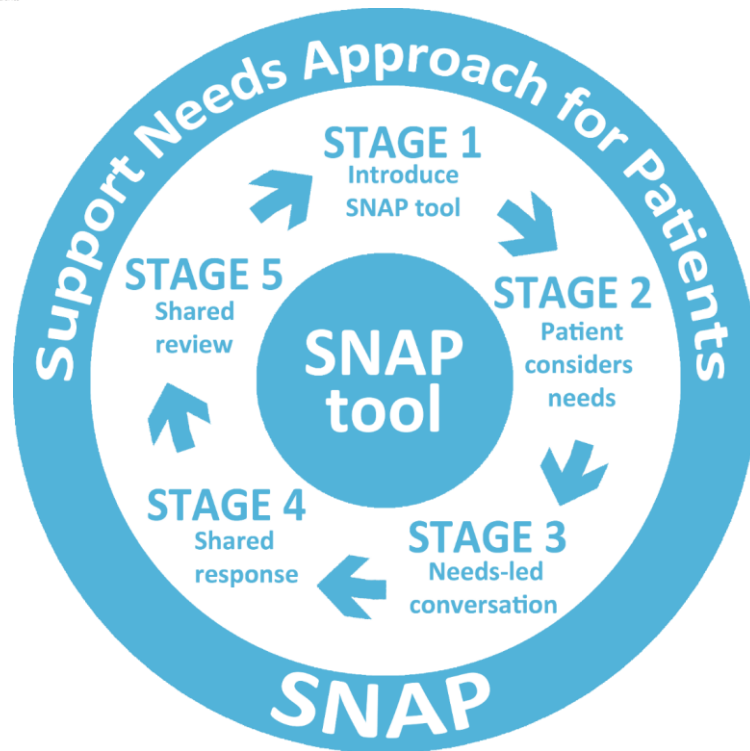 Support Needs Approach for Patients
STAGE 1
Introduce
SNAP tool
STAGE 2
Patient
considers
needs
STAGE 3
Needs-led
conversation
STAGE 4
Shared
response
STAGE 5
Shared
review
SNAP
tool
SNAP